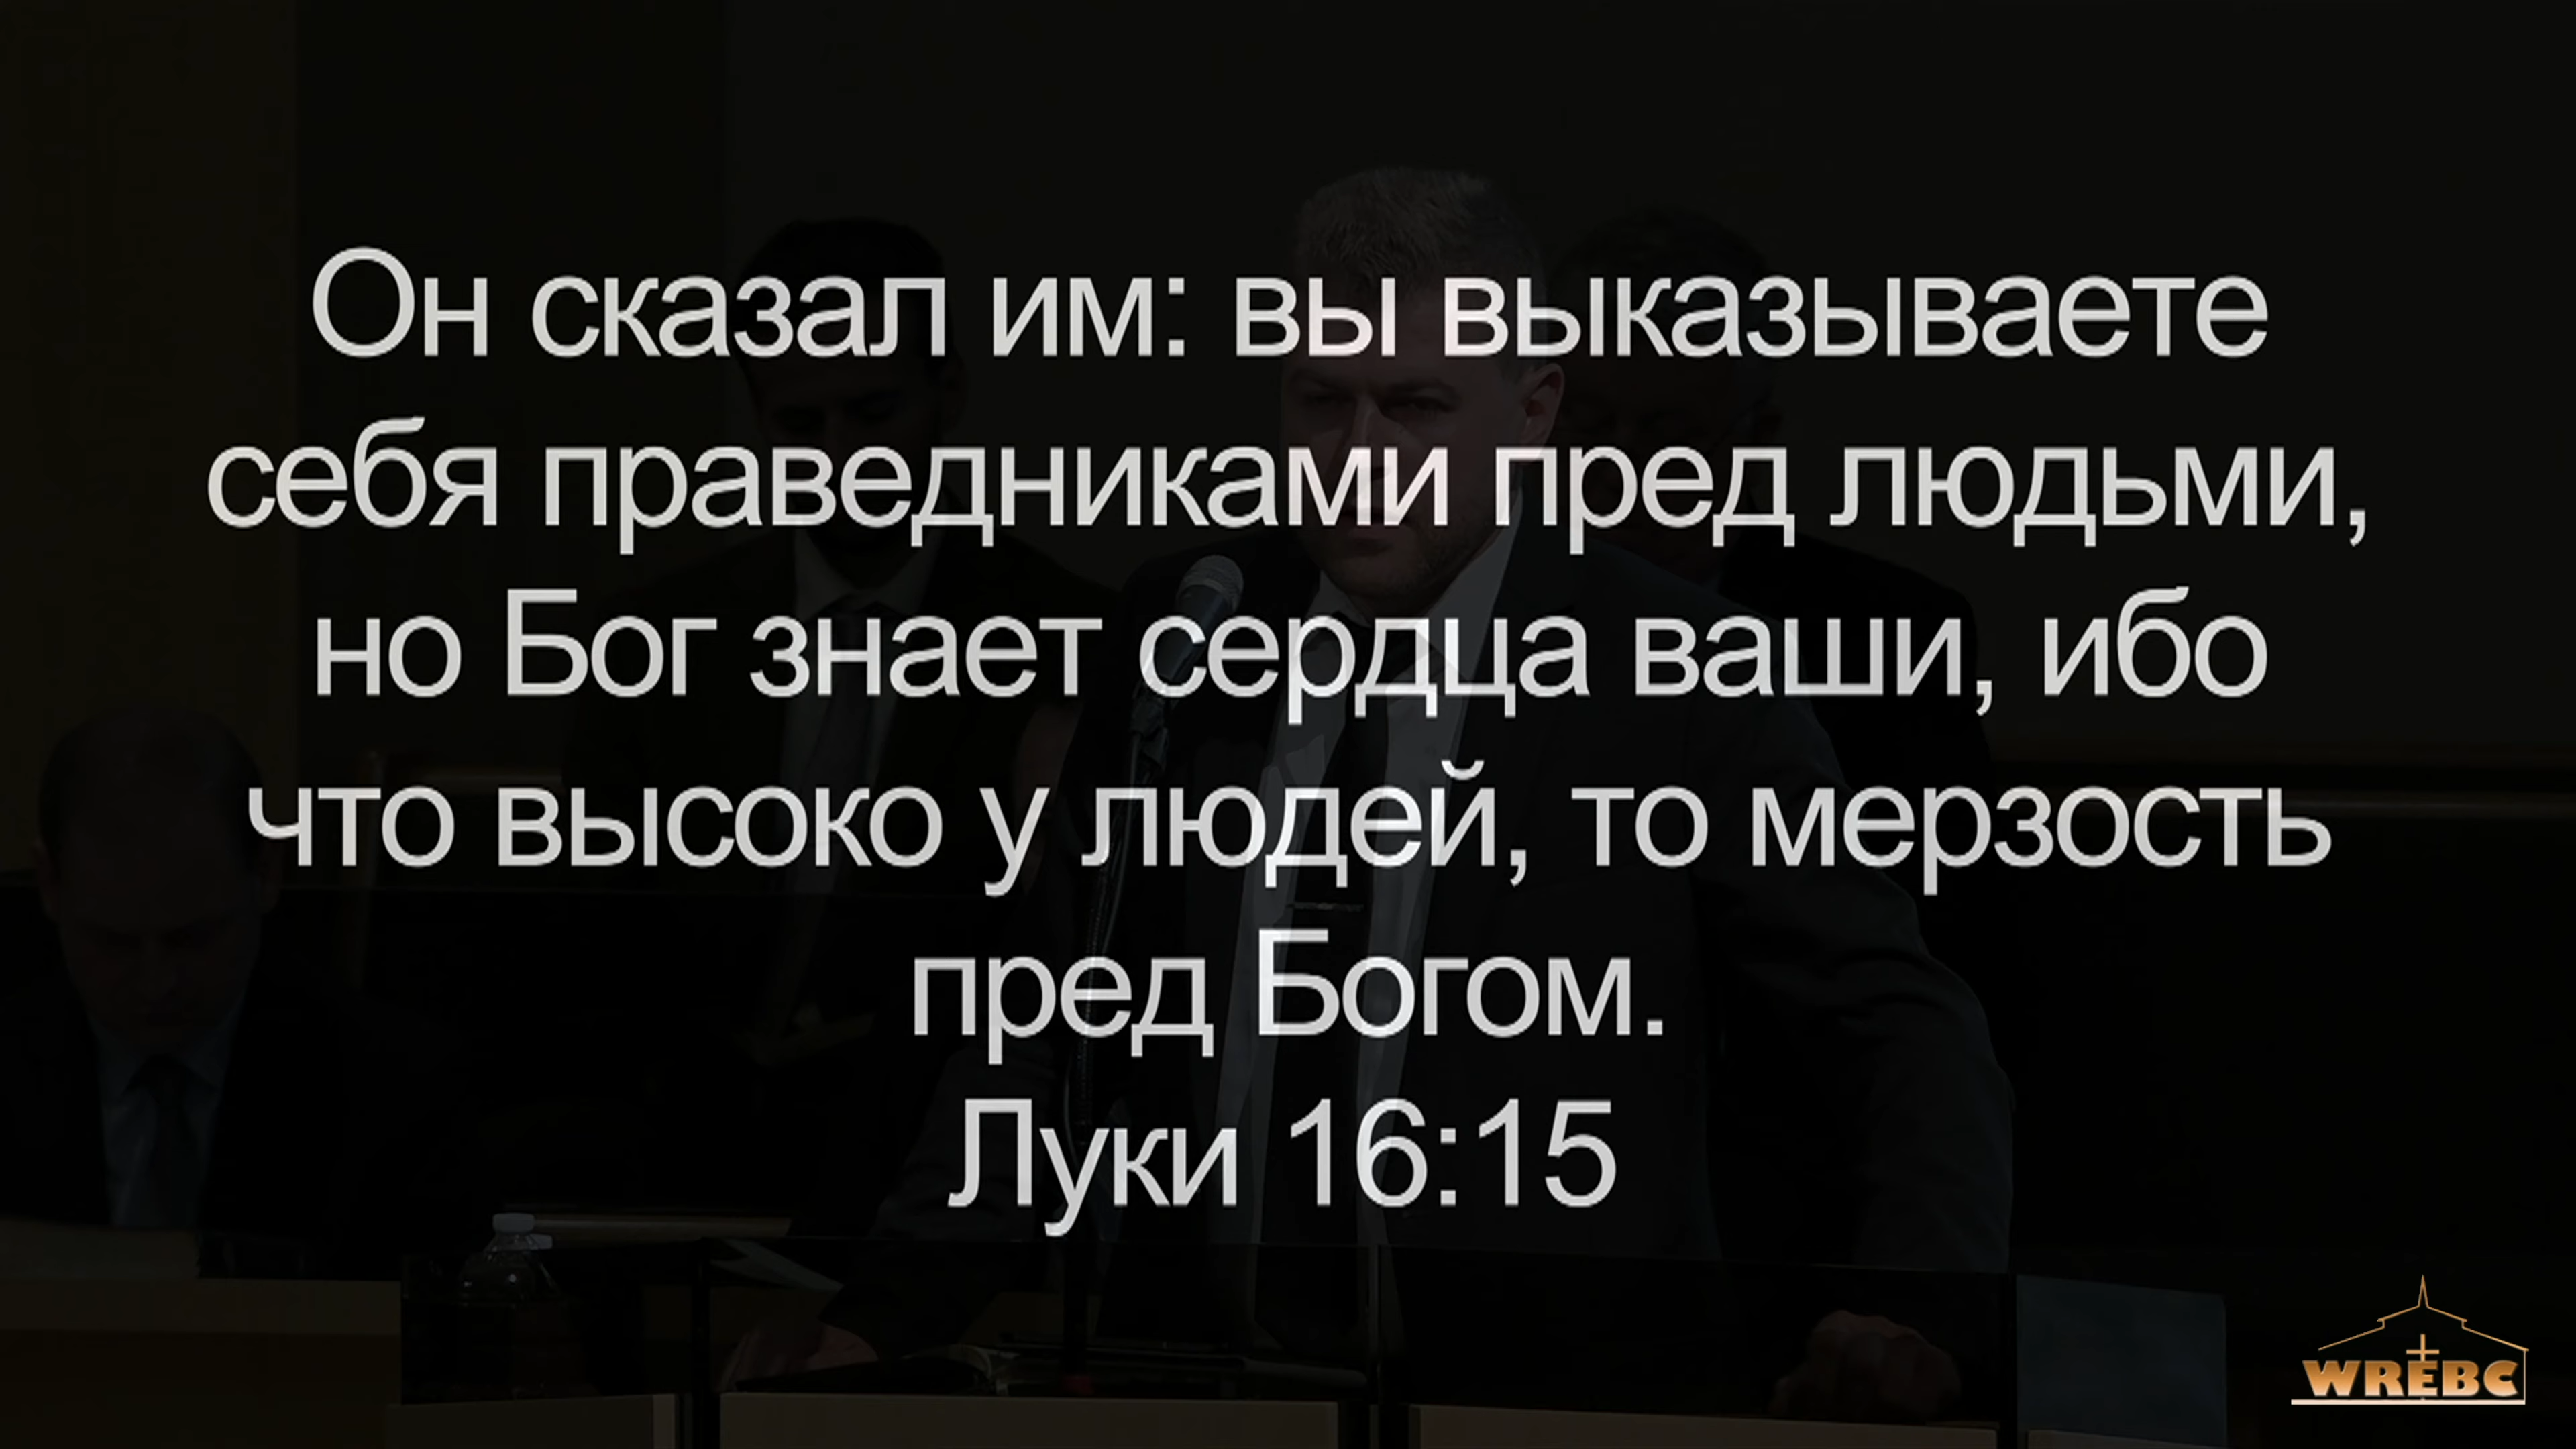 Он сказал им: вы выказываете
себя праведниками пред людьми,
но Бог знает сердца ваши, ибо
что высоко у людей, то мерзость
пред Богом.
Луки 16:15
WREBC